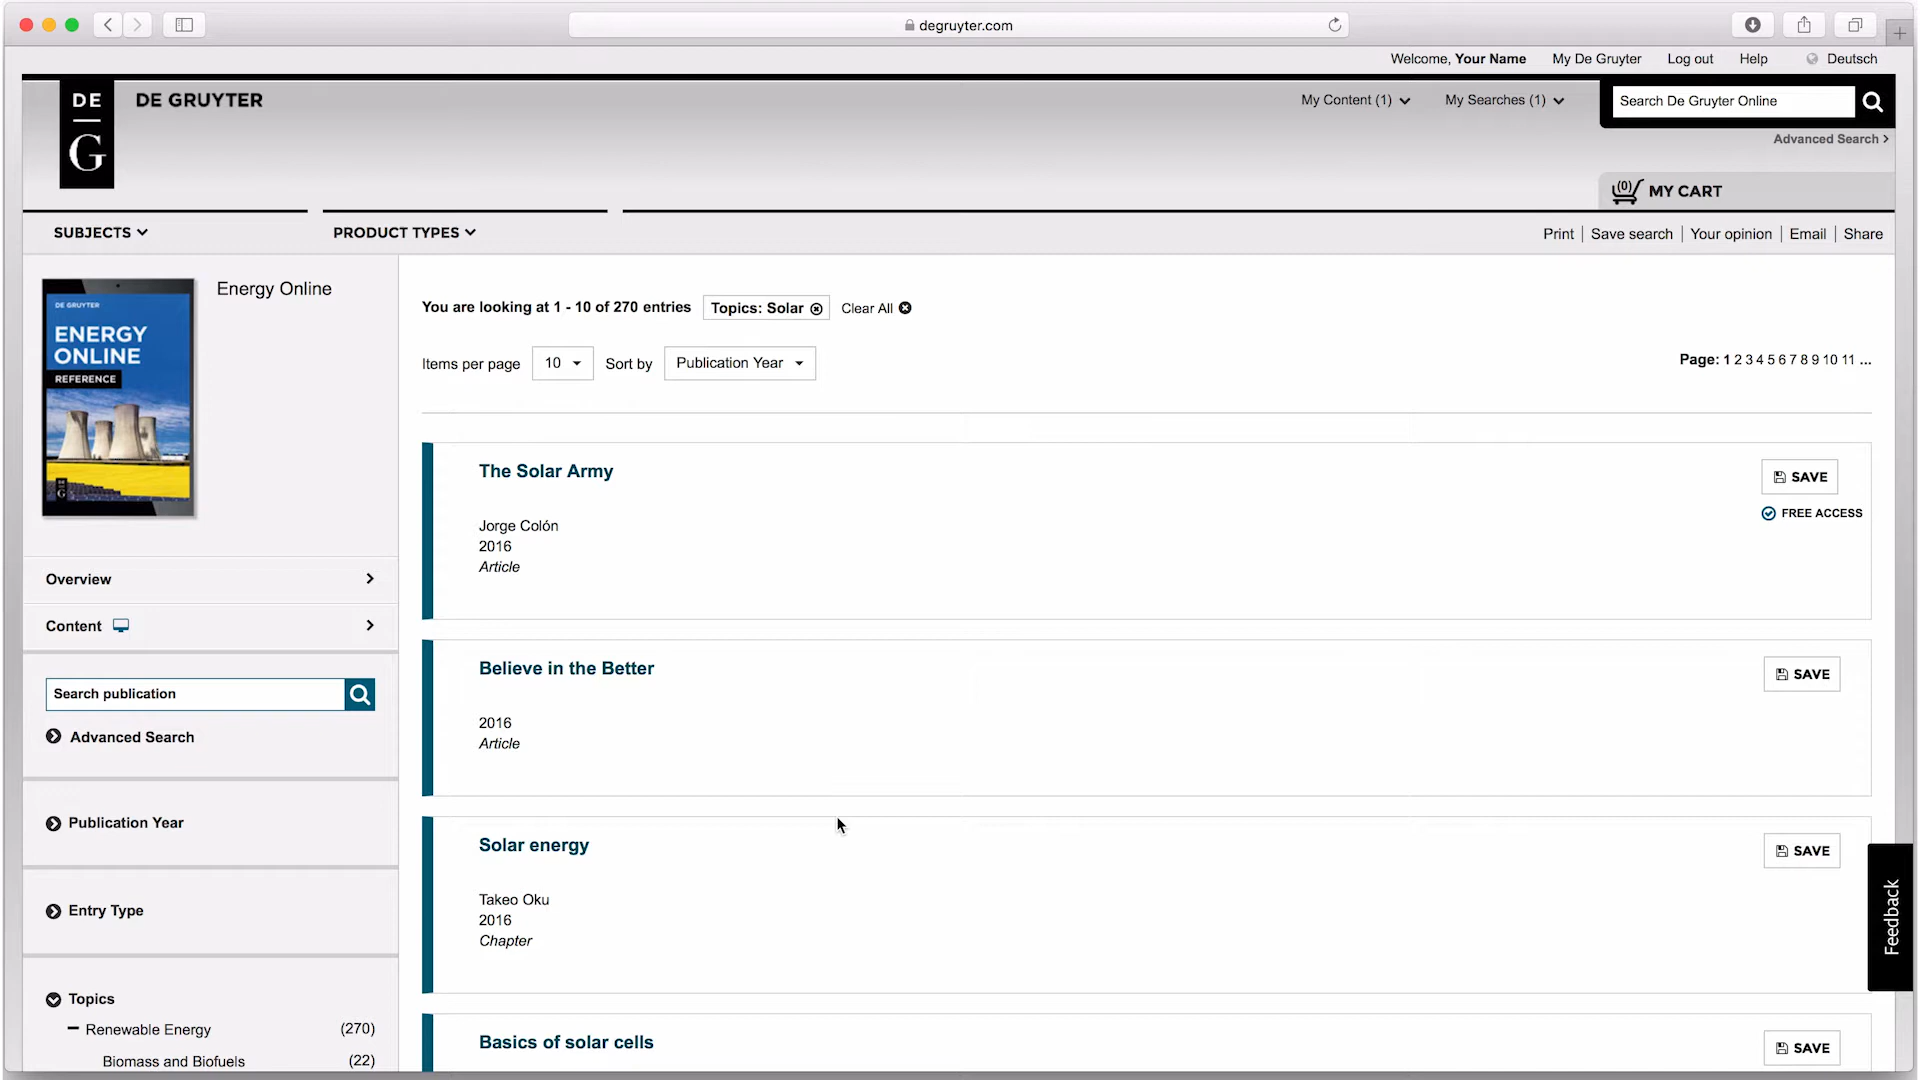 degruyter.com
Welcome, Your Name
My De Gruyter
Log out
Help
Deutsch
DE
G
DE GRUYTER
My Content (1)
My Searches (1)
Search De Gruyter Online
Advanced Search
(0) MY CART
SUBJECTS
PRODUCT TYPES
Print
Save search
Your opinion
Email
Share
DE GRUYTER
ENERGY
ONLINE
REFERENCE
G
Energy Online
Overview
Content
Search publication
Advanced Search
Publication Year
Entry Type
Topics
Renewable Energy (270)
Biomass and Biofuels (22)
You are looking at 1 - 10 of 270 entries
Topics: Solar
Clear All
Items per page 10 Sort by Publication Year
Page: 1 2 3 4 5 6 7 8 9 10 11 ...
The Solar Army
SAVE
FREE ACCESS
Jorge Colón
2016
Article
Believe in the Better
SAVE
2016
Article
Solar energy
SAVE
Takeo Oku
2016
Chapter
Basics of solar cells
SAVE
Feedback